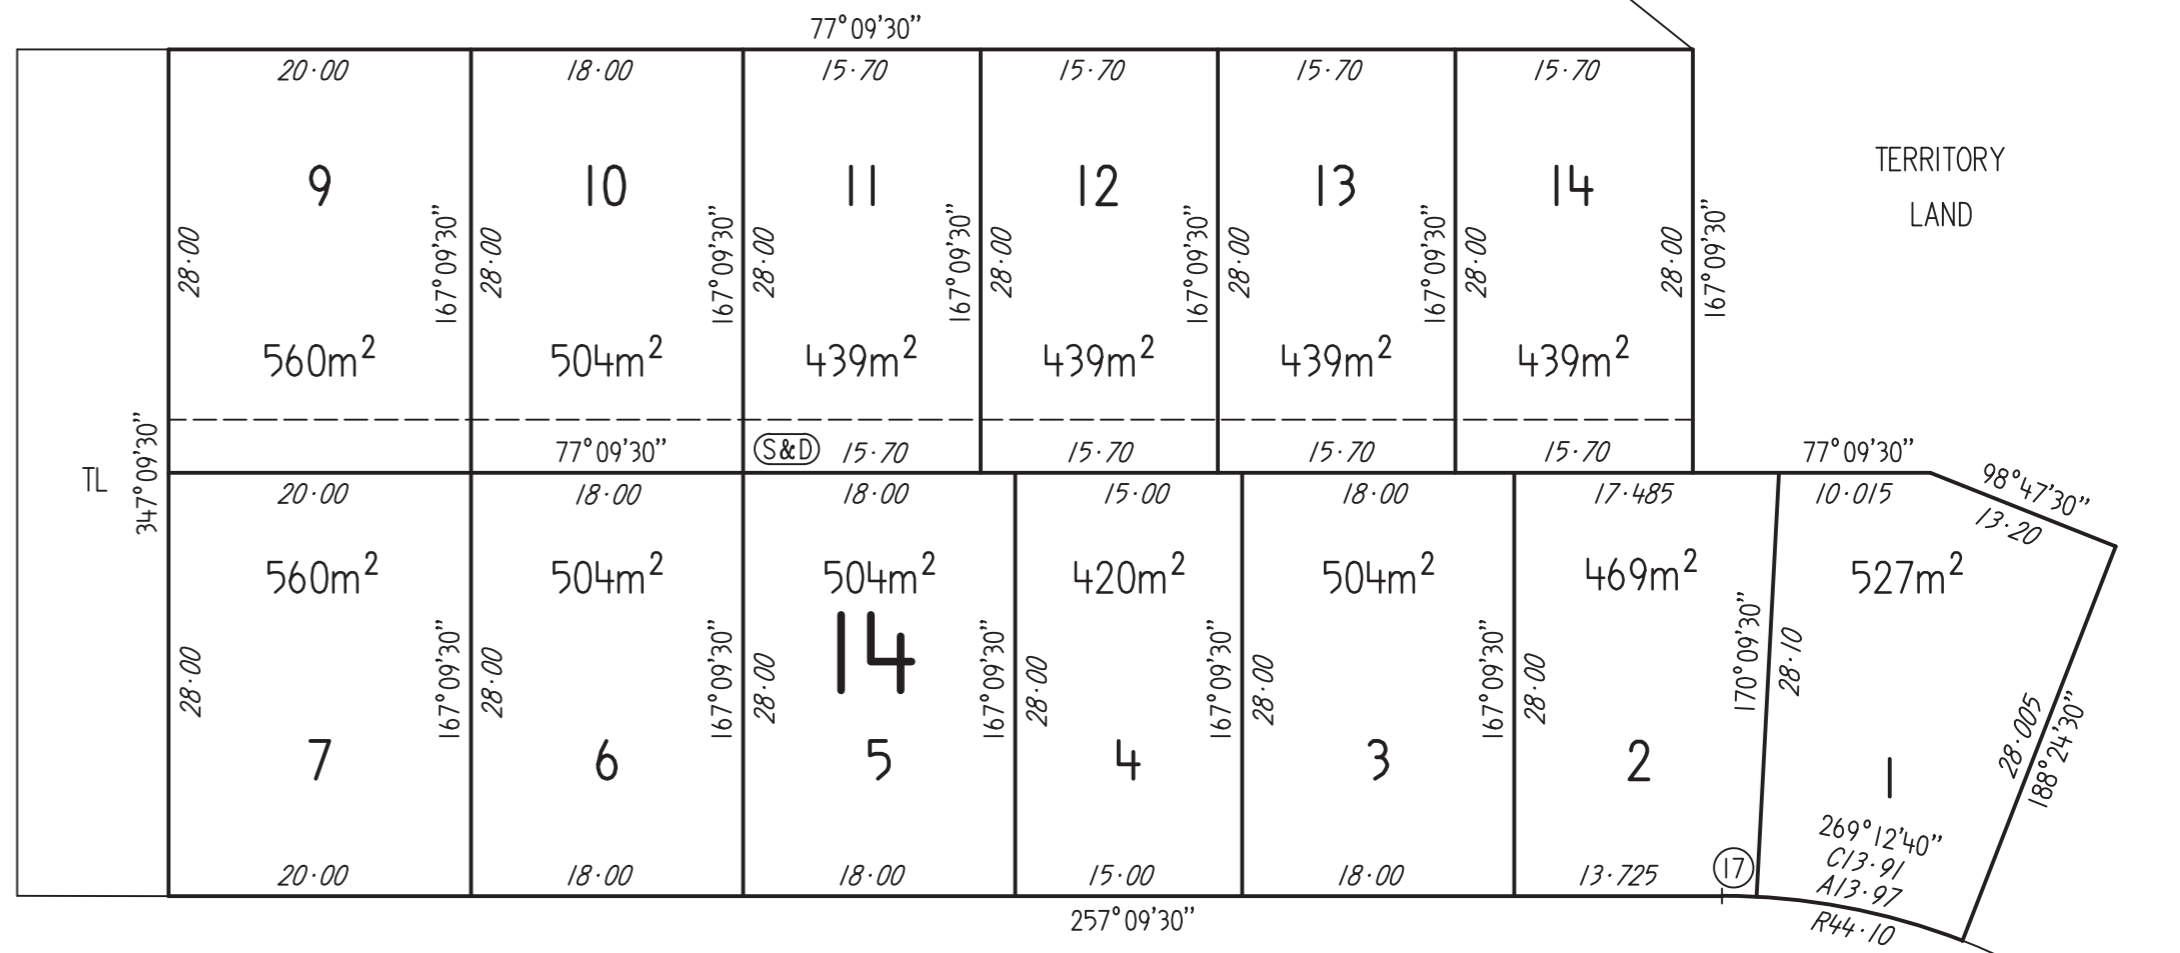 77°09'30"
20·00 18·00 15·70 15·70 15·70 15·70
TERRITORY
LAND
9 10 11 12 13 14
28·00 167°09'30" 28·00 167°09'30" 28·00 167°09'30" 28·00 167°09'30" 28·00 167°09'30" 28·00 28·00 167°09'30"
560m² 504m² 439m² 439m² 439m² 439m²
TL 347°09'30"
77°09'30" S&D 15·70 15·70 15·70 15·70 77°09'30"
20·00 18·00 18·00 15·00 18·00 17·485 10·015 98°47'30"
13·20
560m² 504m² 504m² 420m² 504m² 469m² 527m²
14
28·00 167°09'30" 28·00 167°09'30" 28·00 167°09'30" 28·00 167°09'30" 28·00 167°09'30" 28·00 170°09'30" 28·10 28·005 188°24'30"
7 6 5 4 3 2 1
269°12'40"
C13·91
A13·97
20·00 18·00 18·00 15·00 18·00 13·725 17
257°09'30" R44·10